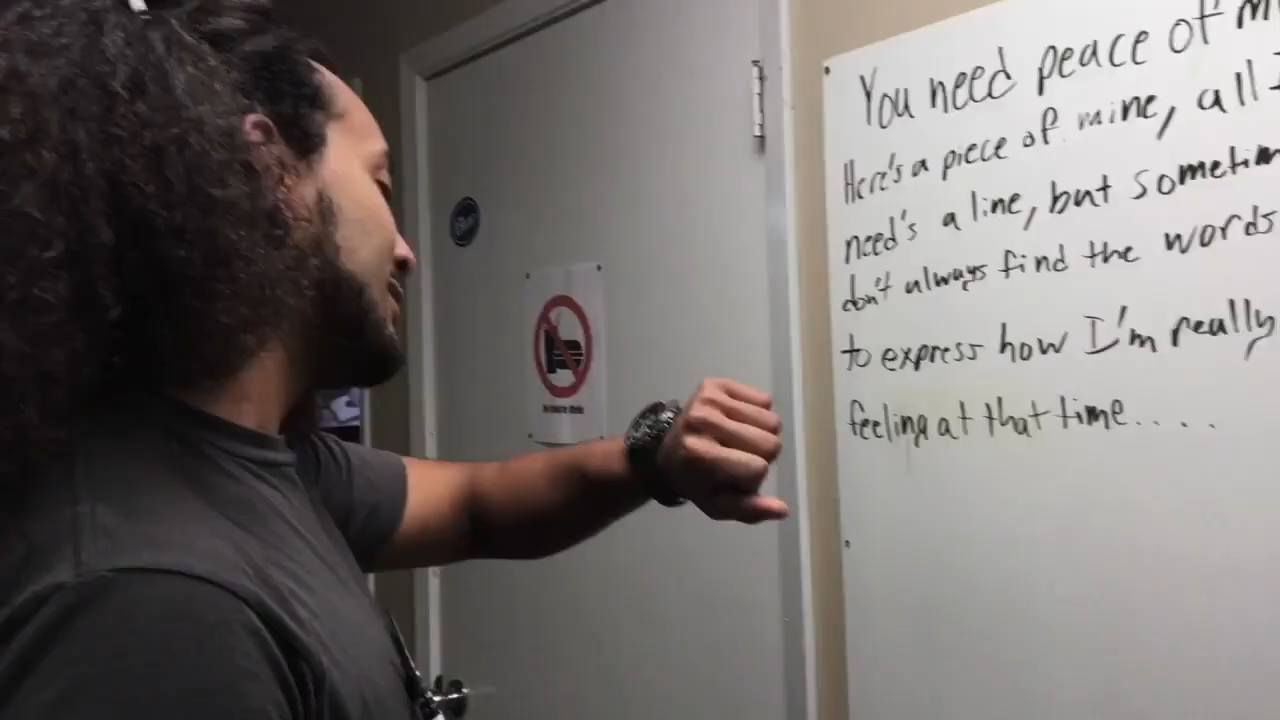 You need peace of
Here's a piece of mine, all I
need's a line, but sometim
don't always find the words
to express how I'm really
feeling at that time....